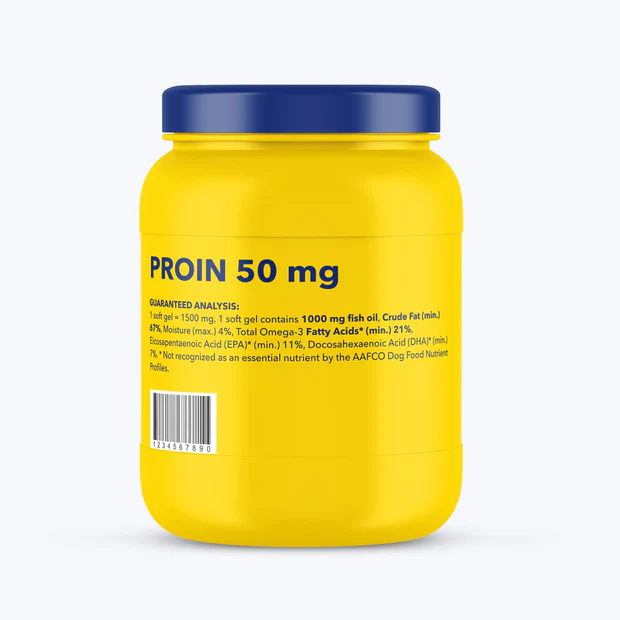 PROIN 50 mg
GUARANTEED ANALYSIS:
1 soft gel = 1500 mg, 1 soft gel contains 1000 mg fish oil, Crude Fat (min.)
67%, Moisture (max.) 4%, Total Omega-3 Fatty Acids* (min.) 21%,
Eicosapentaenoic Acid (EPA)* (min.) 11%, Docosahexaenoic Acid (DHA)* (min.)
7%. * Not recognized as an essential nutrient by the AAFCO Dog Food Nutrient
Profiles.
1234567890